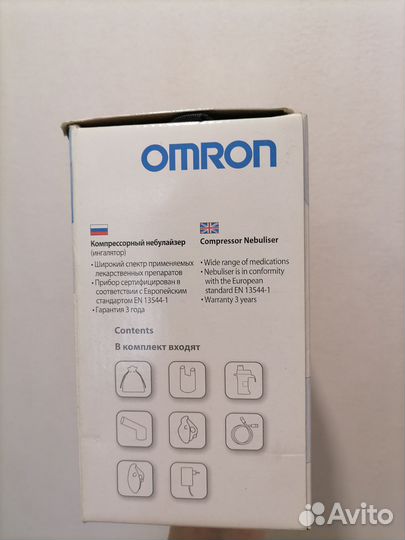 OMRON
Компрессорный небулайзер
(ингалятор)
• Широкий спектр применяемых
лекарственных препаратов
• Прибор сертифицирован в
соответствии с Европейским
стандартом EN 13544-1
• Гарантия 3 года
Compressor Nebuliser
• Wide range of medications
• Nebuliser is in conformity
with the European
standard EN 13544-1
• Warranty 3 years
Contents
В комплект входят
Avito